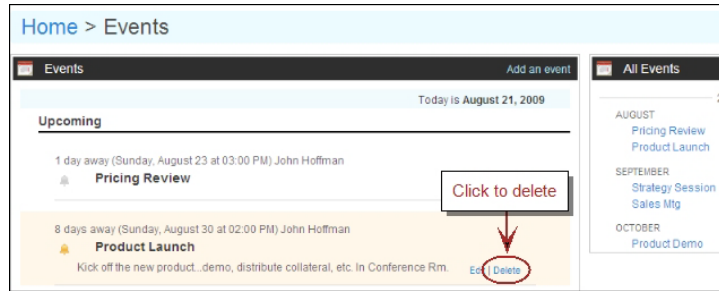 Home > Events
Events
Add an event
Today is August 21, 2009
Upcoming
1 day away (Sunday, August 23 at 03:00 PM) John Hoffman
Pricing Review
Click to delete
8 days away (Sunday, August 30 at 02:00 PM) John Hoffman
Product Launch
Kick off the new product...demo, distribute collateral, etc. In Conference Rm.
Edit | Delete
All Events
AUGUST
Pricing Review
Product Launch
SEPTEMBER
Strategy Session
Sales Mtg
OCTOBER
Product Demo